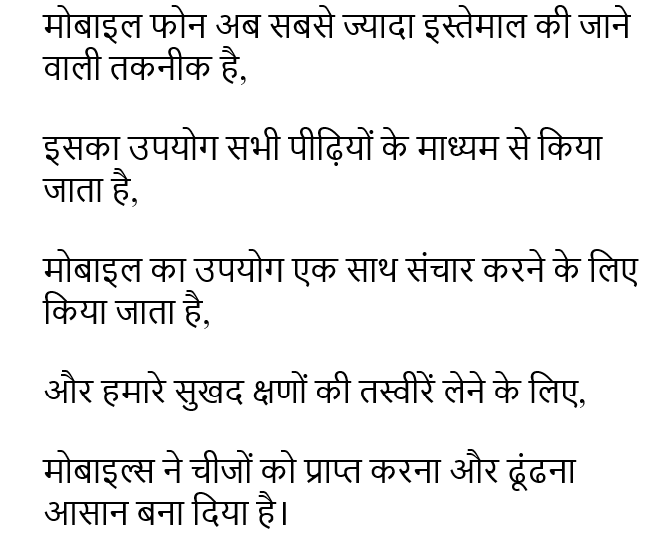 मोबाइल फोन अब सबसे ज्यादा इस्तेमाल की जाने
वाली तकनीक है,
इसका उपयोग सभी पीढ़ियों के माध्यम से किया
जाता है,
मोबाइल का उपयोग एक साथ संचार करने के लिए
किया जाता है,
और हमारे सुखद क्षणों की तस्वीरें लेने के लिए,
मोबाइल्स ने चीजों को प्राप्त करना और ढूंढना
आसान बना दिया है।